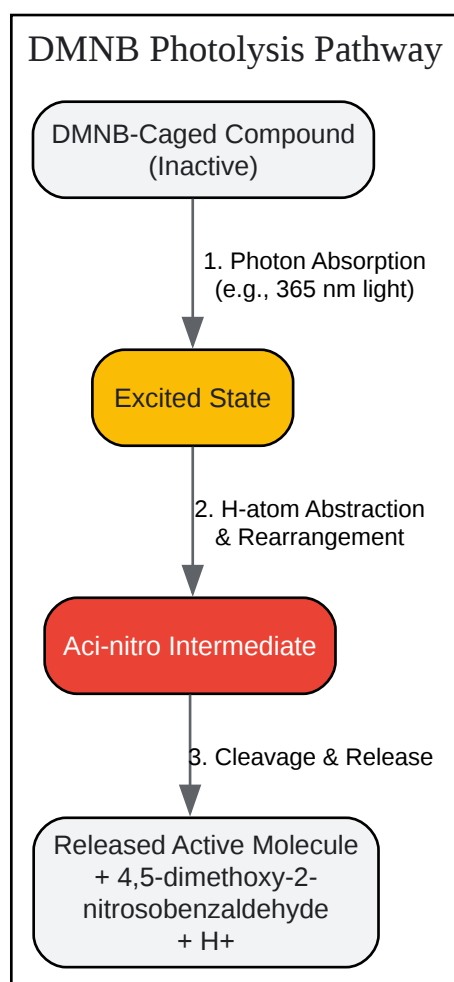 DMNB Photolysis Pathway
DMNB-Caged Compound
(Inactive)
1. Photon Absorption
(e.g., 365 nm light)
Excited State
2. H-atom Abstraction
& Rearrangement
Aci-nitro Intermediate
3. Cleavage & Release
Released Active Molecule
+ 4,5-dimethoxy-2-
nitrosobenzaldehyde
+ H+